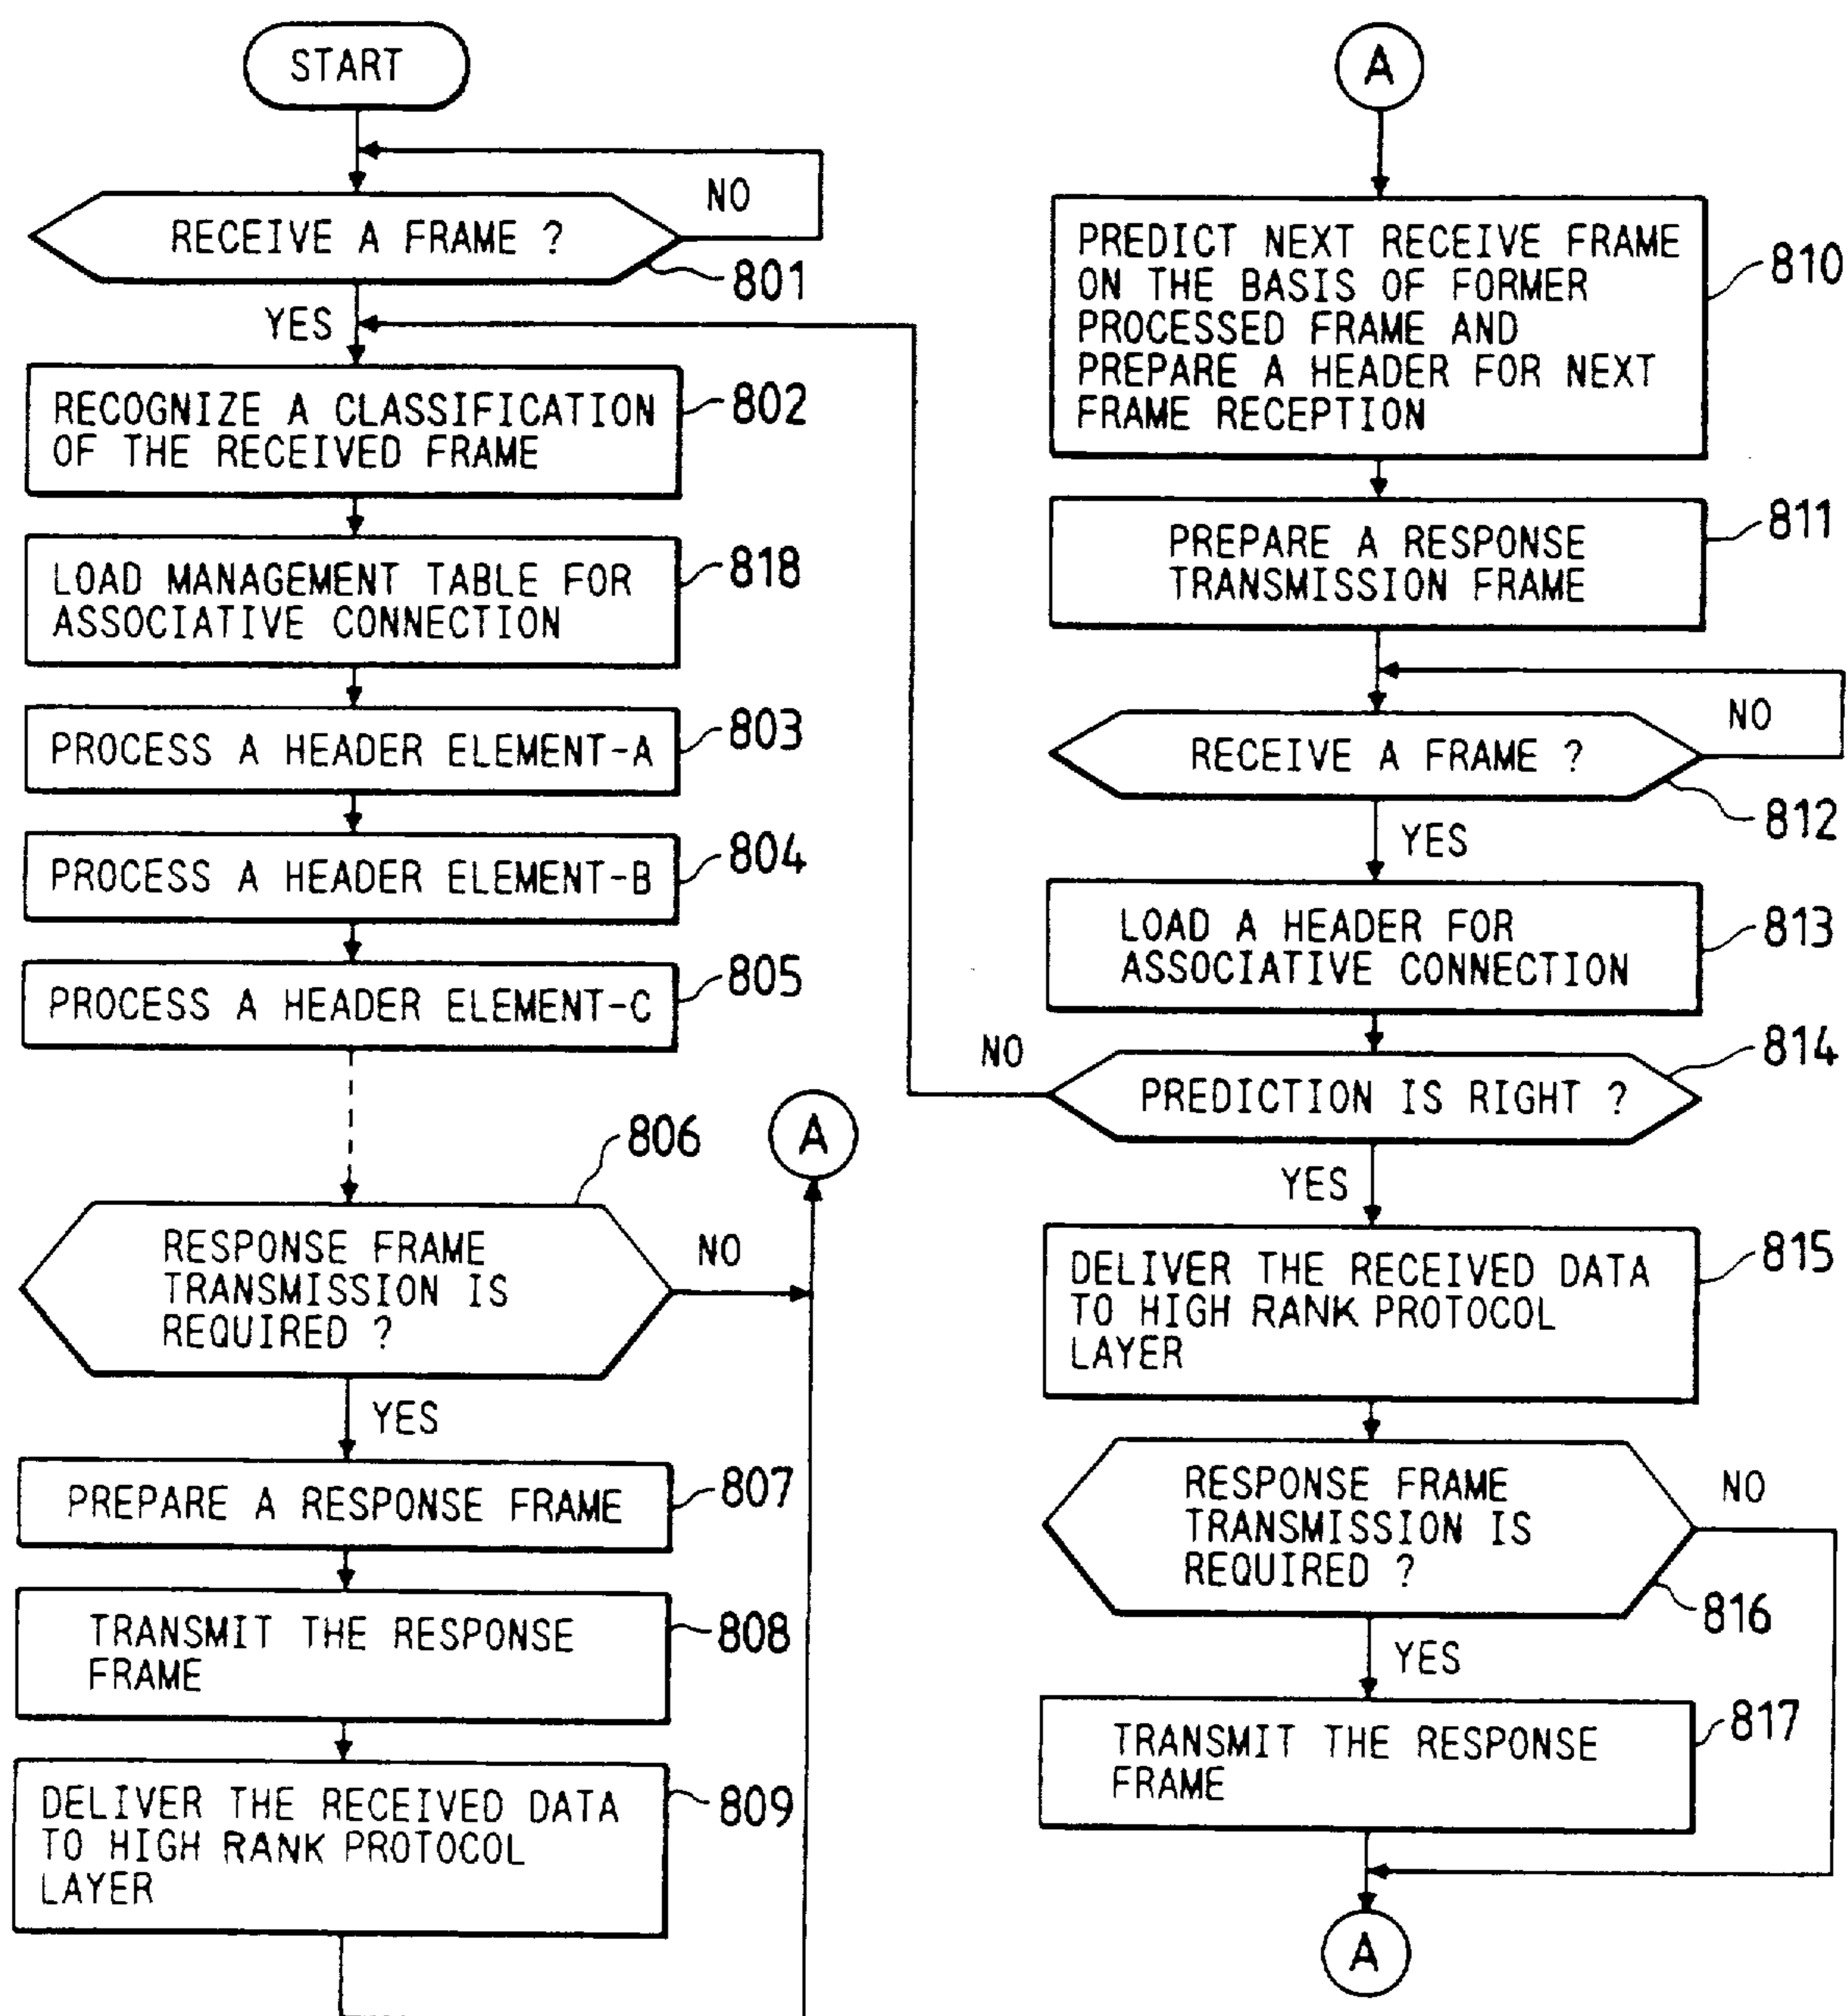 START
NO
RECEIVE A FRAME ?
801
YES
RECOGNIZE A CLASSIFICATION
OF THE RECEIVED FRAME
802
LOAD MANAGEMENT TABLE FOR
ASSOCIATIVE CONNECTION
818
PROCESS A HEADER ELEMENT-A
803
PROCESS A HEADER ELEMENT-B
804
PROCESS A HEADER ELEMENT-C
805
806
A
RESPONSE FRAME
TRANSMISSION IS
REQUIRED ?
NO
YES
PREPARE A RESPONSE FRAME
807
TRANSMIT THE RESPONSE
FRAME
808
DELIVER THE RECEIVED DATA
TO HIGH RANK PROTOCOL
LAYER
809
A
PREDICT NEXT RECEIVE FRAME
ON THE BASIS OF FORMER
PROCESSED FRAME AND
PREPARE A HEADER FOR NEXT
FRAME RECEPTION
810
PREPARE A RESPONSE
TRANSMISSION FRAME
811
NO
RECEIVE A FRAME ?
812
YES
LOAD A HEADER FOR
ASSOCIATIVE CONNECTION
813
NO
814
PREDICTION IS RIGHT ?
YES
DELIVER THE RECEIVED DATA
TO HIGH RANK PROTOCOL
LAYER
815
RESPONSE FRAME
TRANSMISSION IS
REQUIRED ?
NO
816
YES
TRANSMIT THE RESPONSE
FRAME
817
A